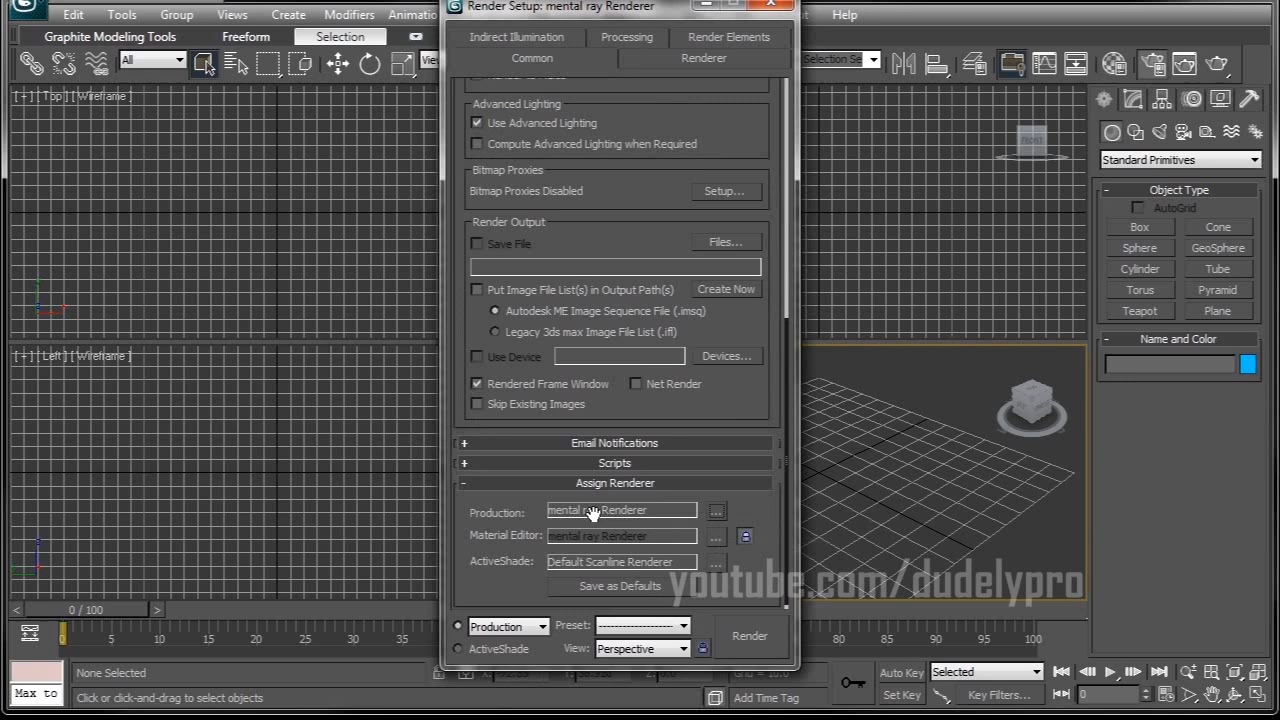 Render Setup: mental ray Renderer
Edit Tools Group Views Create Modifiers Help
Graphite Modeling Tools Freeform Selection
Indirect Illumination Processing Render Elements
Common Renderer
All
Selection Se
[ + ] [ Top ] [ Wireframe ]
FRONT
Advanced Lighting
Use Advanced Lighting
Compute Advanced Lighting when Required
Bitmap Proxies
Bitmap Proxies Disabled Setup...
Render Output
Save File Files...
Put Image File List(s) in Output Path(s) Create Now
Autodesk ME Image Sequence File (.imsq)
Legacy 3ds max Image File List (.ifl)
Use Device Devices...
Rendered Frame Window Net Render
Skip Existing Images
+ Email Notifications
+ Scripts
- Assign Renderer
Production: mental ray Renderer ...
Material Editor: mental ray Renderer ...
ActiveShade: Default Scanline Renderer ...
Save as Defaults
Production Preset: --------------------
Render
ActiveShade View: Perspective
Standard Primitives
- Object Type
AutoGrid
Box Cone
Sphere GeoSphere
Cylinder Tube
Torus Pyramid
Teapot Plane
- Name and Color
[ + ] [ Left ] [ Wireframe ]
youtube.com/dudelypro
< 0 / 100 >
0 5 10 15 20 25 30 35 80 85 90 95 100
None Selected
Auto Key Selected
Max to
Click or click-and-drag to select objects
Add Time Tag
Set Key Key Filters...
0